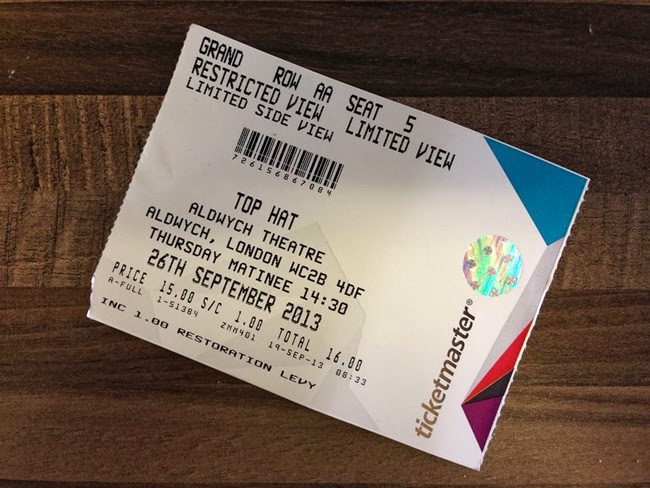 GRAND ROW AA SEAT 5
RESTRICTED VIEW LIMITED VIEW
LIMITED SIDE VIEW
726156867084
TOP HAT
ALDWYCH THEATRE
ALDWYCH, LONDON WC2B 4DF
THURSDAY MATINEE 14:30
26TH SEPTEMBER 2013
PRICE 15.00 S/C 1.00 TOTAL 16.00
A-FULL 1-51384 ZMM401 19-SEP-13 08:33
INC 1.00 RESTORATION LEVY
ticketmaster®